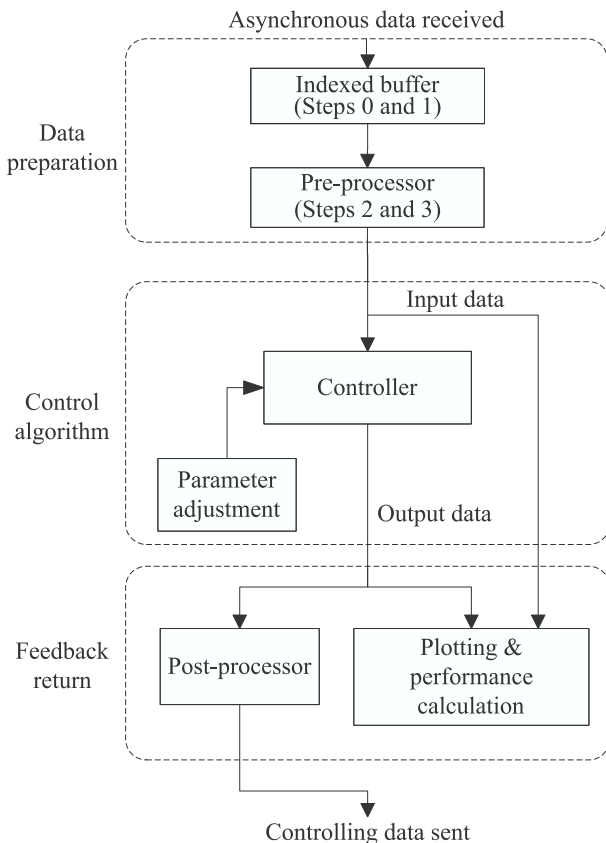 Asynchronous data received
Indexed buffer
(Steps 0 and 1)
Data
preparation
Pre-processor
(Steps 2 and 3)
Input data
Controller
Control
algorithm
Parameter
adjustment
Output data
Feedback
return
Post-processor
Plotting &
performance
calculation
Controlling data sent